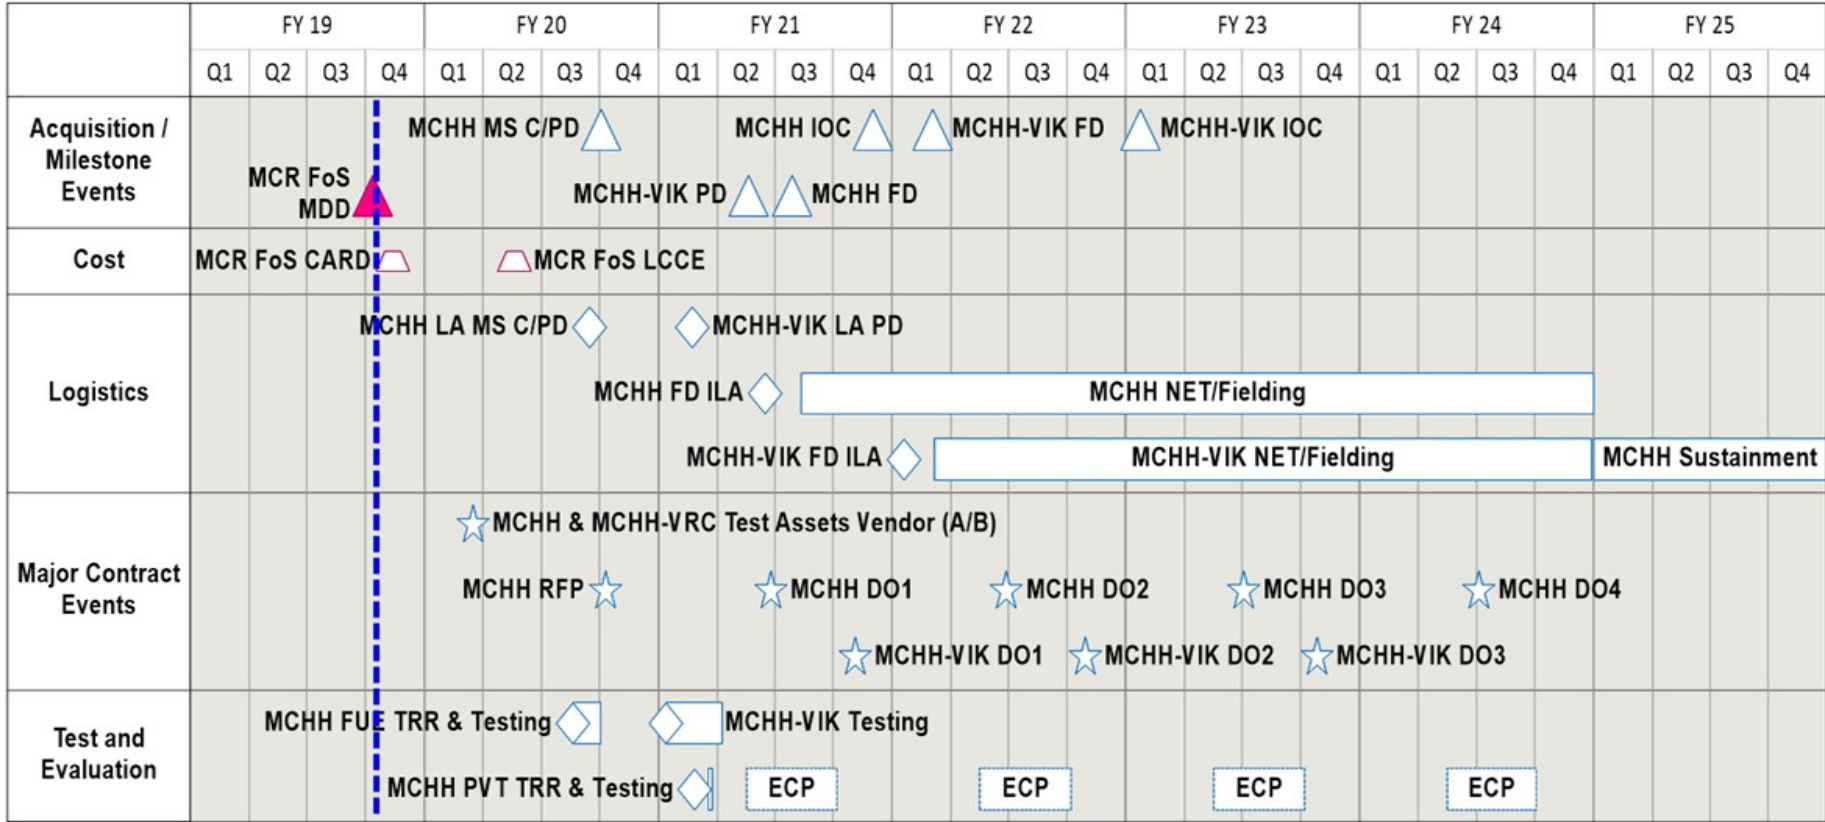 FY 19 FY 20 FY 21 FY 22 FY 23 FY 24 FY 25
Q1 Q2 Q3 Q4 Q1 Q2 Q3 Q4 Q1 Q2 Q3 Q4 Q1 Q2 Q3 Q4 Q1 Q2 Q3 Q4 Q1 Q2 Q3 Q4 Q1 Q2 Q3 Q4
Acquisition /
Milestone
Events
MCHH MS C/PD MCHH IOC MCHH-VIK FD MCHH-VIK IOC
MCR FoS
MDD
MCHH-VIK PD MCHH FD
Cost
MCR FoS CARD MCR FoS LCCE
Logistics
MCHH LA MS C/PD MCHH-VIK LA PD
MCHH FD ILA MCHH NET/Fielding
MCHH-VIK FD ILA MCHH-VIK NET/Fielding MCHH Sustainment
Major Contract
Events
MCHH & MCHH-VRC Test Assets Vendor (A/B)
MCHH RFP MCHH DO1 MCHH DO2 MCHH DO3 MCHH DO4
MCHH-VIK DO1 MCHH-VIK DO2 MCHH-VIK DO3
Test and
Evaluation
MCHH FUE TRR & Testing MCHH-VIK Testing
MCHH PVT TRR & Testing ECP ECP ECP ECP